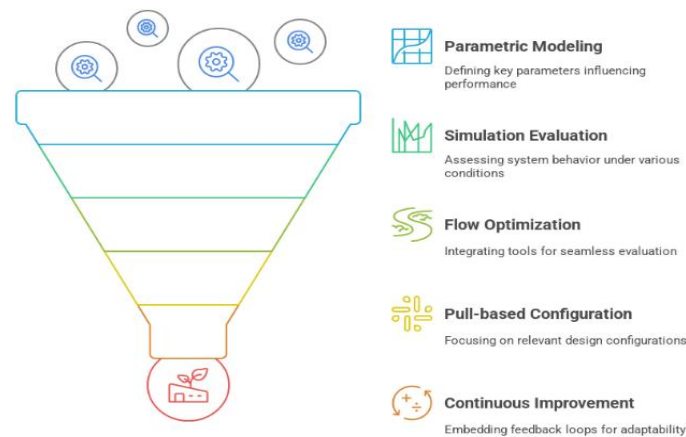 Parametric Modeling
Defining key parameters influencing
performance
Simulation Evaluation
Assessing system behavior under various
conditions
Flow Optimization
Integrating tools for seamless evaluation
Pull-based Configuration
Focusing on relevant design configurations
Continuous Improvement
Embedding feedback loops for adaptability